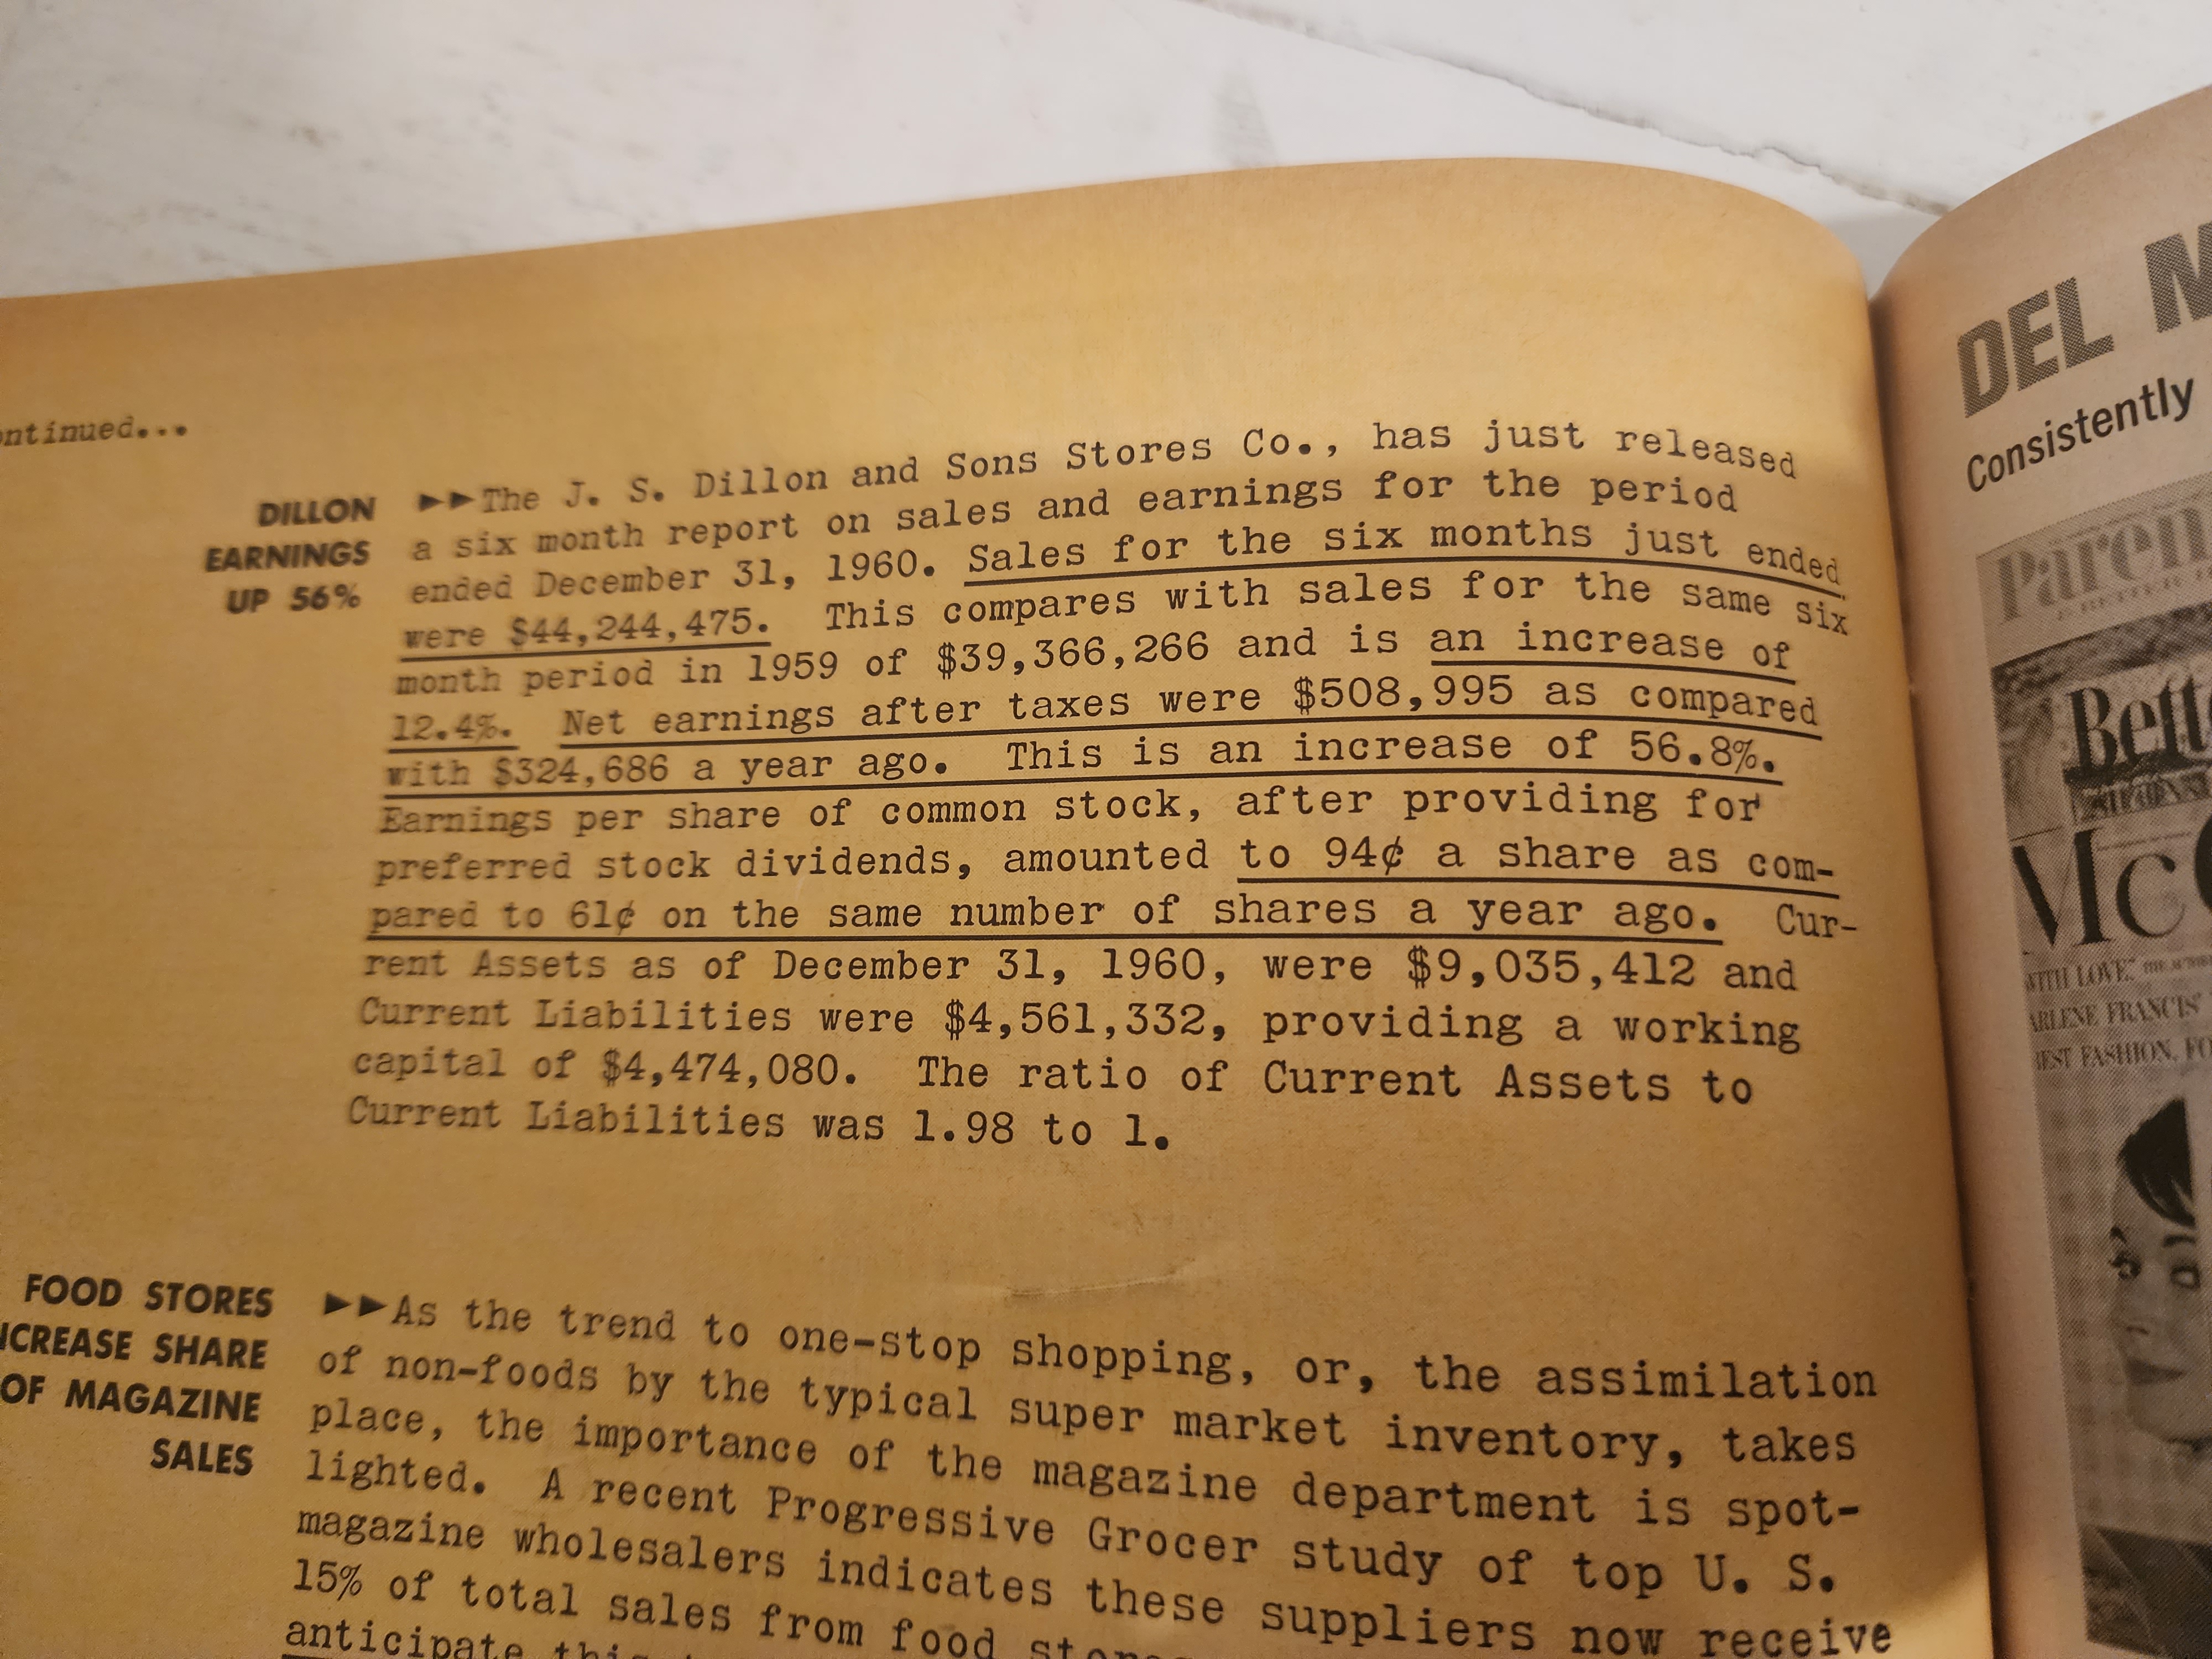 ontinued...
DILLON
EARNINGS
UP 56%
►►The J. S. Dillon and Sons Stores Co., has just released
a six month report on sales and earnings for the period
ended December 31, 1960. Sales for the six months just ended
were $44,244,475. This compares with sales for the same six
month period in 1959 of $39,366,266 and is an increase of
12.4%. Net earnings after taxes were $508,995 as compared
with $324,686 a year ago. This is an increase of 56.8%.
Earnings per share of common stock, after providing for
preferred stock dividends, amounted to 94¢ a share as com-
pared to 61¢ on the same number of shares a year ago. Cur-
rent Assets as of December 31, 1960, were $9,035,412 and
Current Liabilities were $4,561,332, providing a working
capital of $4,474,080. The ratio of Current Assets to
Current Liabilities was 1.98 to 1.
FOOD STORES
NCREASE SHARE
OF MAGAZINE
SALES
►►As the trend to one-stop shopping, or, the assimilation
of non-foods by the typical super market inventory, takes
place, the importance of the magazine department is spot-
lighted. A recent Progressive Grocer study of top U. S.
magazine wholesalers indicates these suppliers now receive
15% of total sales from food
anticipate
DEL M
Consistently
Paren
Bett
McC
WITH LOVE"
ARLENE FRANCIS'
BEST FASHION, FO